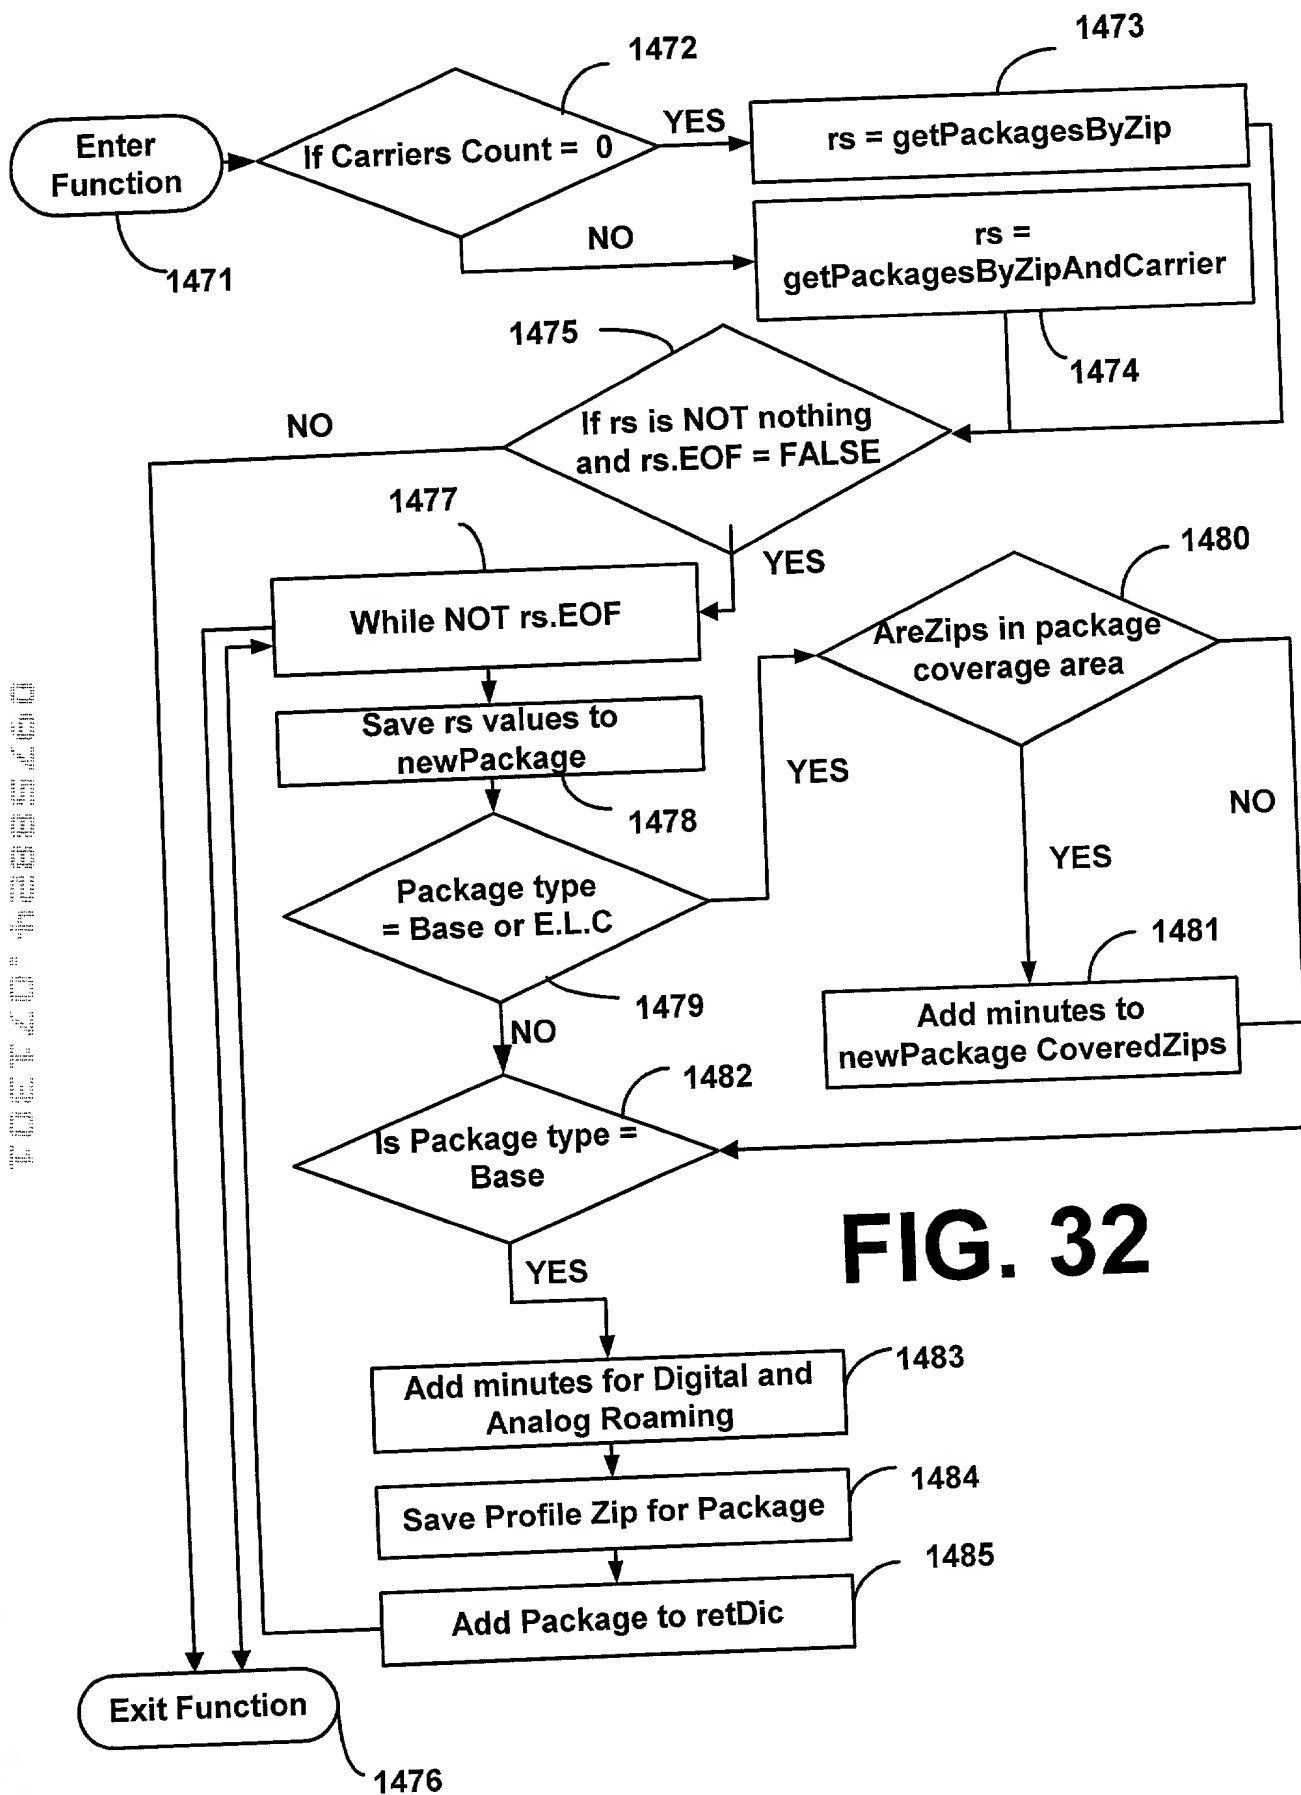 1472
1473
Enter
Function
If Carriers Count = 0
YES
rs = getPackagesByZip
NO
rs =
getPackagesByZipAndCarrier
1471
1475
1474
NO
If rs is NOT nothing
and rs.EOF = FALSE
1477
YES
1480
While NOT rs.EOF
AreZips in package
coverage area
Save rs values to
newPackage
YES
NO
1478
YES
Package type
= Base or E.L.C
1481
1479
NO
Add minutes to
newPackage CoveredZips
1482
Is Package type =
Base
FIG. 32
YES
1483
Add minutes for Digital and
Analog Roaming
1484
Save Profile Zip for Package
1485
Add Package to retDic
Exit Function
1476